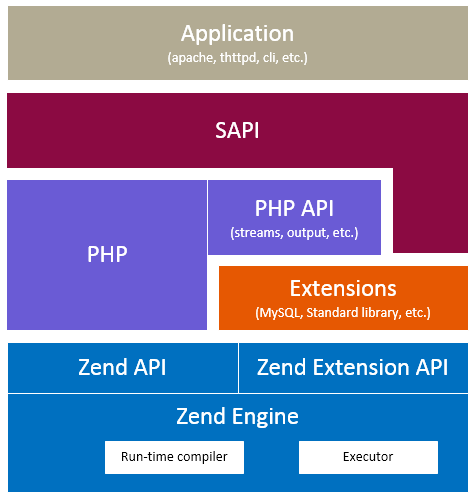 Application
(apache, thttpd, cli, etc.)
SAPI
PHP
PHP API
(streams, output, etc.)
Extensions
(MySQL, Standard library, etc.)
Zend API
Zend Extension API
Zend Engine
Run-time compiler
Executor